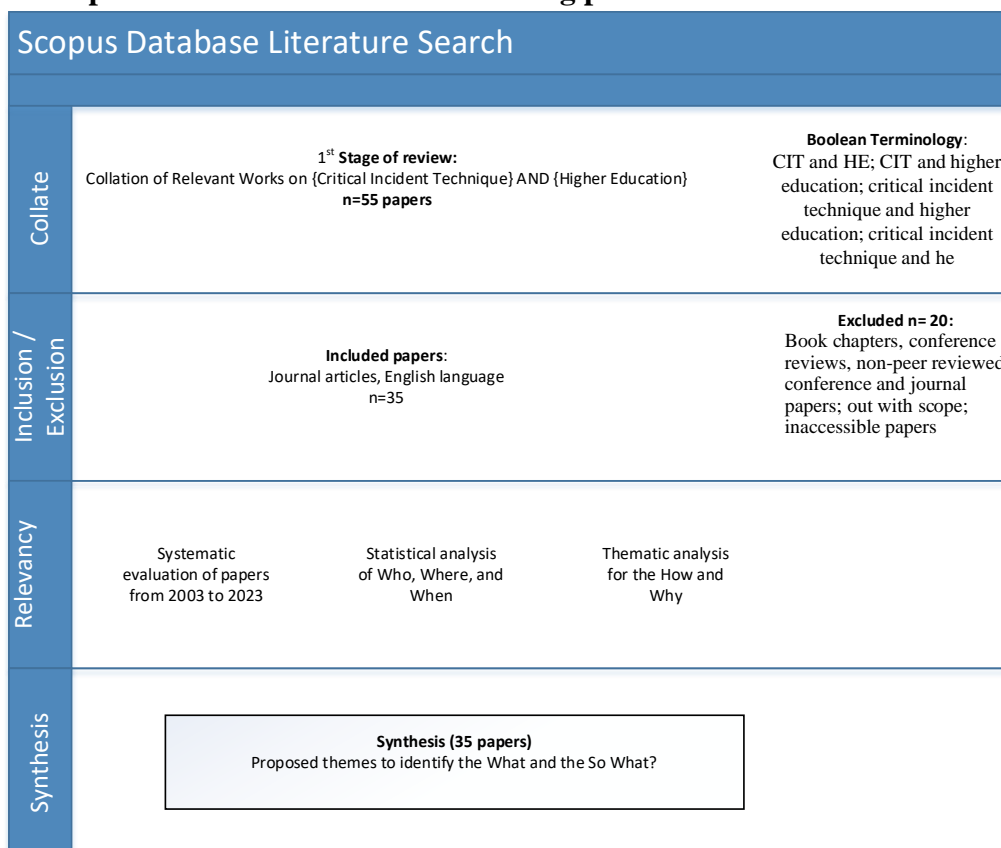 Scopus Database Literature Search
Collate
1st Stage of review:
Collation of Relevant Works on {Critical Incident Technique} AND {Higher Education}
n=55 papers
Boolean Terminology:
CIT and HE; CIT and higher
education; critical incident
technique and higher
education; critical incident
technique and he
Inclusion /
Exclusion
Included papers:
Journal articles, English language
n=35
Excluded n= 20:
Book chapters, conference
reviews, non-peer reviewed
conference and journal
papers; out with scope;
inaccessible papers
Relevancy
Systematic
evaluation of papers
from 2003 to 2023
Statistical analysis
of Who, Where, and
When
Thematic analysis
for the How and
Why
Synthesis
Synthesis (35 papers)
Proposed themes to identify the What and the So What?